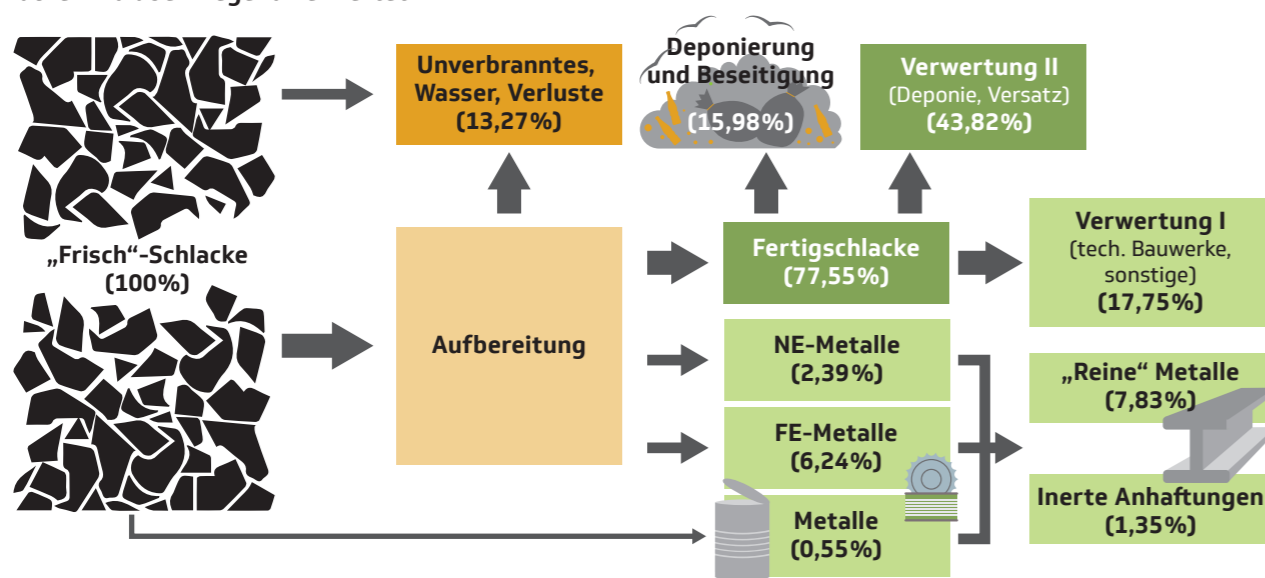 Unverbranntes,
Wasser, Verluste
(13,27%)
Deponierung
und Beseitigung
(15,98%)
Verwertung II
(Deponie, Versatz)
(43,82%)
„Frisch“-Schlacke
(100%)
Aufbereitung
Fertigschlacke
(77,55%)
Verwertung I
(tech. Bauwerke,
sonstige)
(17,75%)
NE-Metalle
(2,39%)
„Reine“ Metalle
(7,83%)
FE-Metalle
(6,24%)
Metalle
(0,55%)
Inerte Anhaftungen
(1,35%)